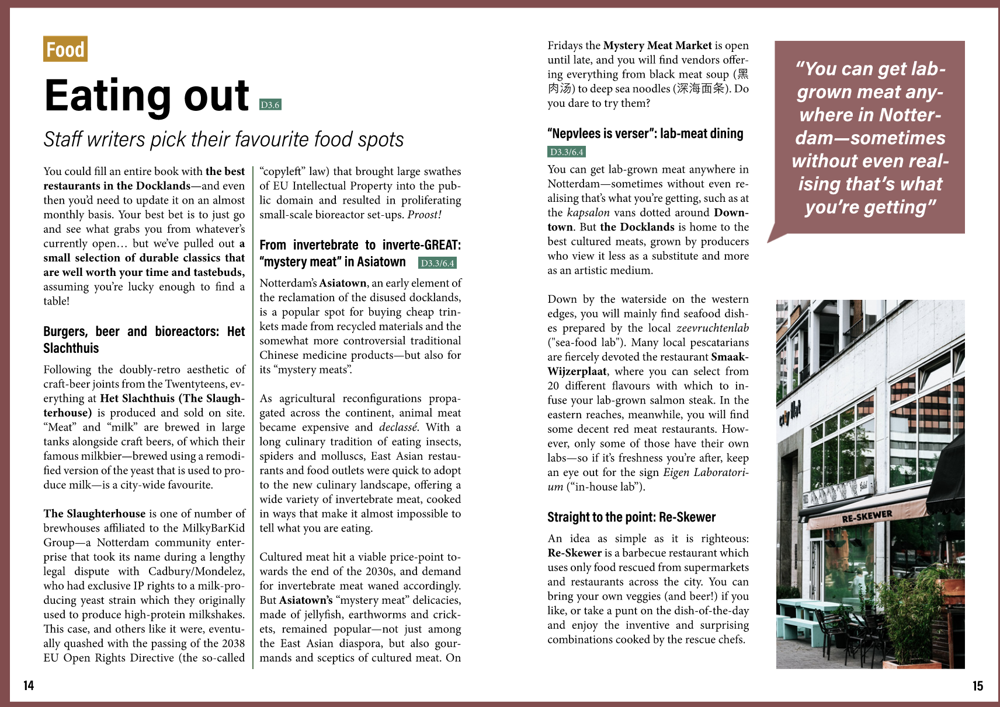 Food
Eating out D3.6
Staff writers pick their favourite food spots
You could fill an entire book with the best
restaurants in the Docklands—and even
then you'd need to update it on an almost
monthly basis. Your best bet is to just go
and see what grabs you from whatever's
currently open… but we've pulled out a
small selection of durable classics that
are well worth your time and tastebuds,
assuming you're lucky enough to find a
table!
Burgers, beer and bioreactors: Het
Slachthuis
Following the doubly-retro aesthetic of
craft-beer joints from the Twentyteens, ev-
erything at Het Slachthuis (The Slaugh-
terhouse) is produced and sold on site.
“Meat” and “milk” are brewed in large
tanks alongside craft beers, of which their
famous milkbier—brewed using a remodi-
fied version of the yeast that is used to pro-
duce milk—is a city-wide favourite.
The Slaughterhouse is one of number of
brewhouses affiliated to the MilkyBarKid
Group—a Notterdam community enter-
prise that took its name during a lengthy
legal dispute with Cadbury/Mondelez,
who had exclusive IP rights to a milk-pro-
ducing yeast strain which they originally
used to produce high-protein milkshakes.
This case, and others like it were, eventu-
ally quashed with the passing of the 2038
EU Open Rights Directive (the so-called
“copyleft” law) that brought large swathes
of EU Intellectual Property into the pub-
lic domain and resulted in proliferating
small-scale bioreactor set-ups. Proost!
From invertebrate to inverte-GREAT:
“mystery meat” in Asiatown D3.3/6.4
Notterdam's Asiatown, an early element of
the reclamation of the disused docklands,
is a popular spot for buying cheap trin-
kets made from recycled materials and the
somewhat more controversial traditional
Chinese medicine products—but also for
its “mystery meats”.
As agricultural reconfigurations propa-
gated across the continent, animal meat
became expensive and declassé. With a
long culinary tradition of eating insects,
spiders and molluscs, East Asian restau-
rants and food outlets were quick to adopt
to the new culinary landscape, offering a
wide variety of invertebrate meat, cooked
in ways that make it almost impossible to
tell what you are eating.
Cultured meat hit a viable price-point to-
wards the end of the 2030s, and demand
for invertebrate meat waned accordingly.
But Asiatown's “mystery meat” delicacies,
made of jellyfish, earthworms and crick-
ets, remained popular—not just among
the East Asian diaspora, but also gour-
mands and sceptics of cultured meat. On
14
Fridays the Mystery Meat Market is open
until late, and you will find vendors offer-
ing everything from black meat soup (黑
肉汤) to deep sea noodles (深海面条). Do
you dare to try them?
“Nepvlees is verser”: lab-meat dining
D3.3/6.4
You can get lab-grown meat anywhere in
Notterdam—sometimes without even re-
alising that's what you're getting, such as at
the kapsalon vans dotted around Down-
town. But the Docklands is home to the
best cultured meats, grown by producers
who view it less as a substitute and more
as an artistic medium.
Down by the waterside on the western
edges, you will mainly find seafood dish-
es prepared by the local zeevruchtenlab
("sea-food lab"). Many local pescatarians
are fiercely devoted the restaurant Smaak-
Wijzerplaat, where you can select from
20 different flavours with which to in-
fuse your lab-grown salmon steak. In the
eastern reaches, meanwhile, you will find
some decent red meat restaurants. How-
ever, only some of those have their own
labs—so if it's freshness you're after, keep
an eye out for the sign Eigen Laboratori-
um (“in-house lab”).
Straight to the point: Re-Skewer
An idea as simple as it is righteous:
Re-Skewer is a barbecue restaurant which
uses only food rescued from supermarkets
and restaurants across the city. You can
bring your own veggies (and beer!) if you
like, or take a punt on the dish-of-the-day
and enjoy the inventive and surprising
combinations cooked by the rescue chefs.
“You can get lab-
grown meat any-
where in Notter-
dam—sometimes
without even real-
ising that's what
you're getting”
RE-SKEWER
15